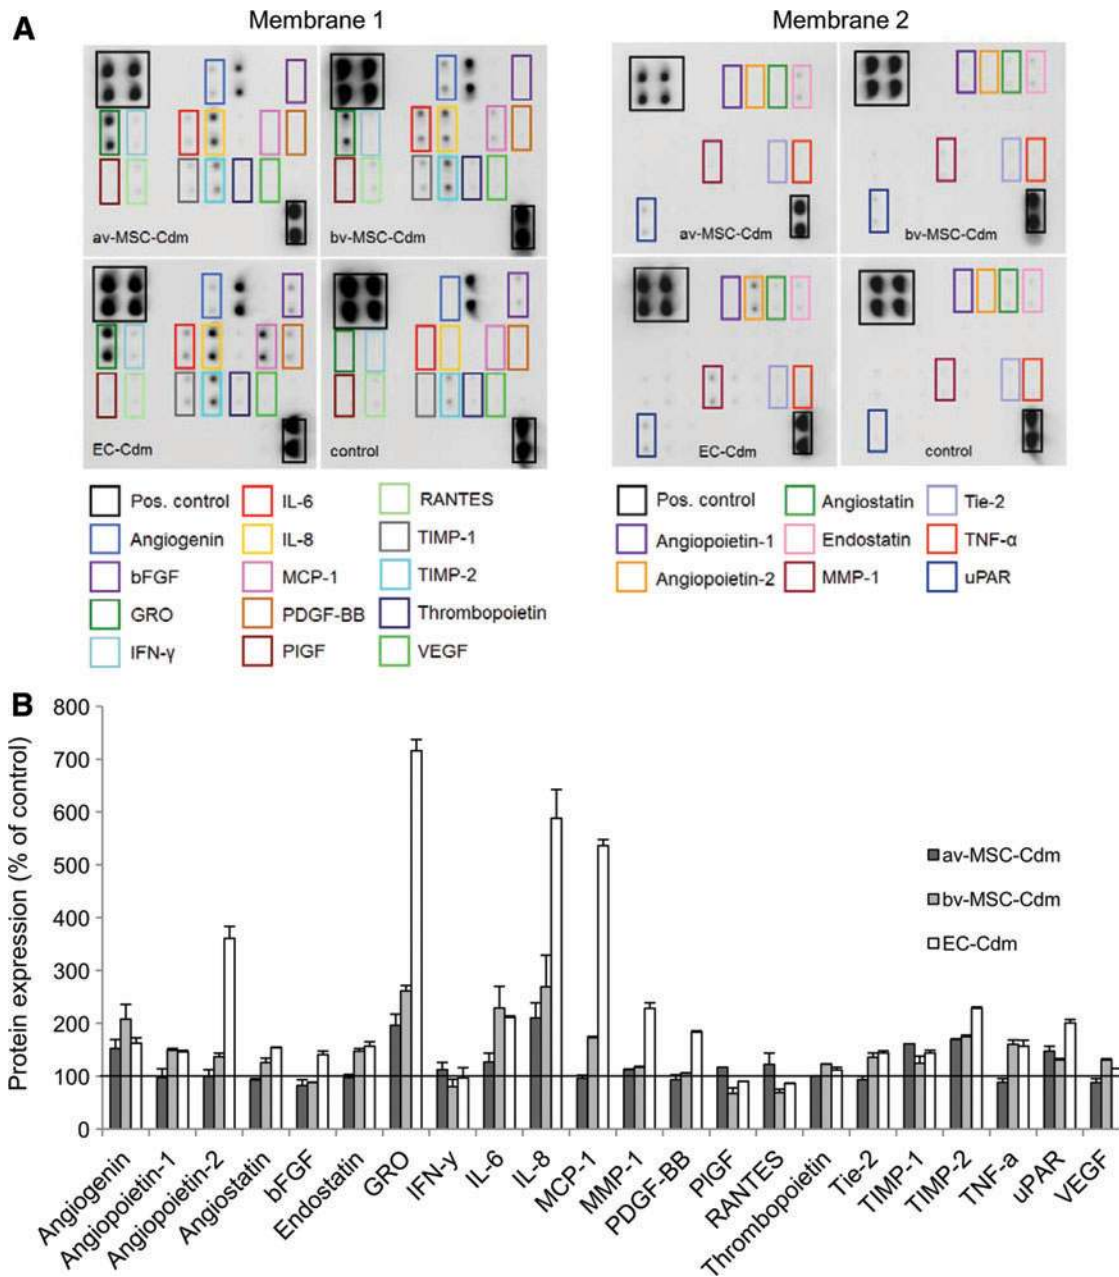 A
Membrane 1
Membrane 2
av-MSC-Cdm
bv-MSC-Cdm
av-MSC-Cdm
bv-MSC-Cdm
EC-Cdm
control
EC-Cdm
control
Pos. control
IL-6
RANTES
Angiogenin
IL-8
TIMP-1
bFGF
MCP-1
TIMP-2
GRO
PDGF-BB
Thrombopoietin
IFN-γ
PIGF
VEGF
Pos. control
Angiostatin
Tie-2
Angiopoietin-1
Endostatin
TNF-α
Angiopoietin-2
MMP-1
uPAR
B
Protein expression (% of control)
800
700
600
500
400
300
200
100
0
av-MSC-Cdm
bv-MSC-Cdm
EC-Cdm
Angiogenin
Angiopoietin-1
Angiopoietin-2
Angiostatin
bFGF
Endostatin
GRO
IFN-y
IL-6
IL-8
MCP-1
MMP-1
PDGF-BB
PIGF
RANTES
Thrombopoietin
Tie-2
TIMP-1
TIMP-2
TNF-a
uPAR
VEGF